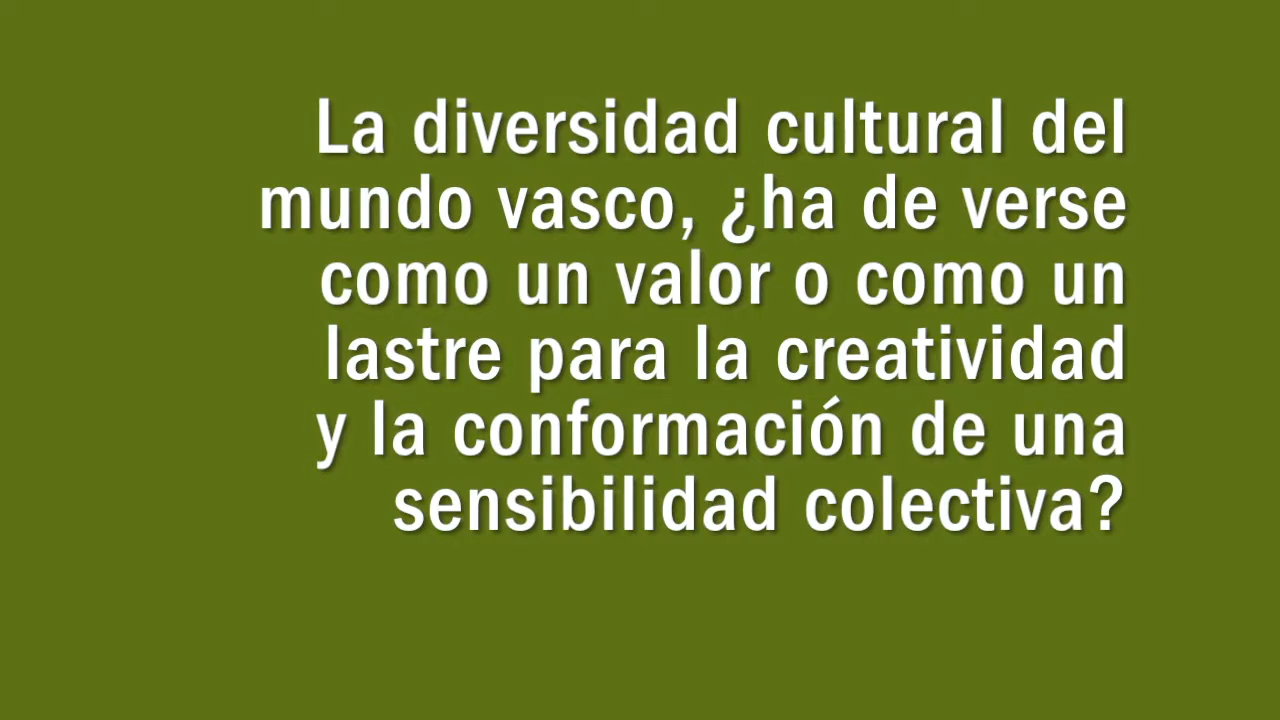 La diversidad cultural del
mundo vasco, ¿ha de verse
como un valor o como un
lastre para la creatividad
y la conformación de una
sensibilidad colectiva?